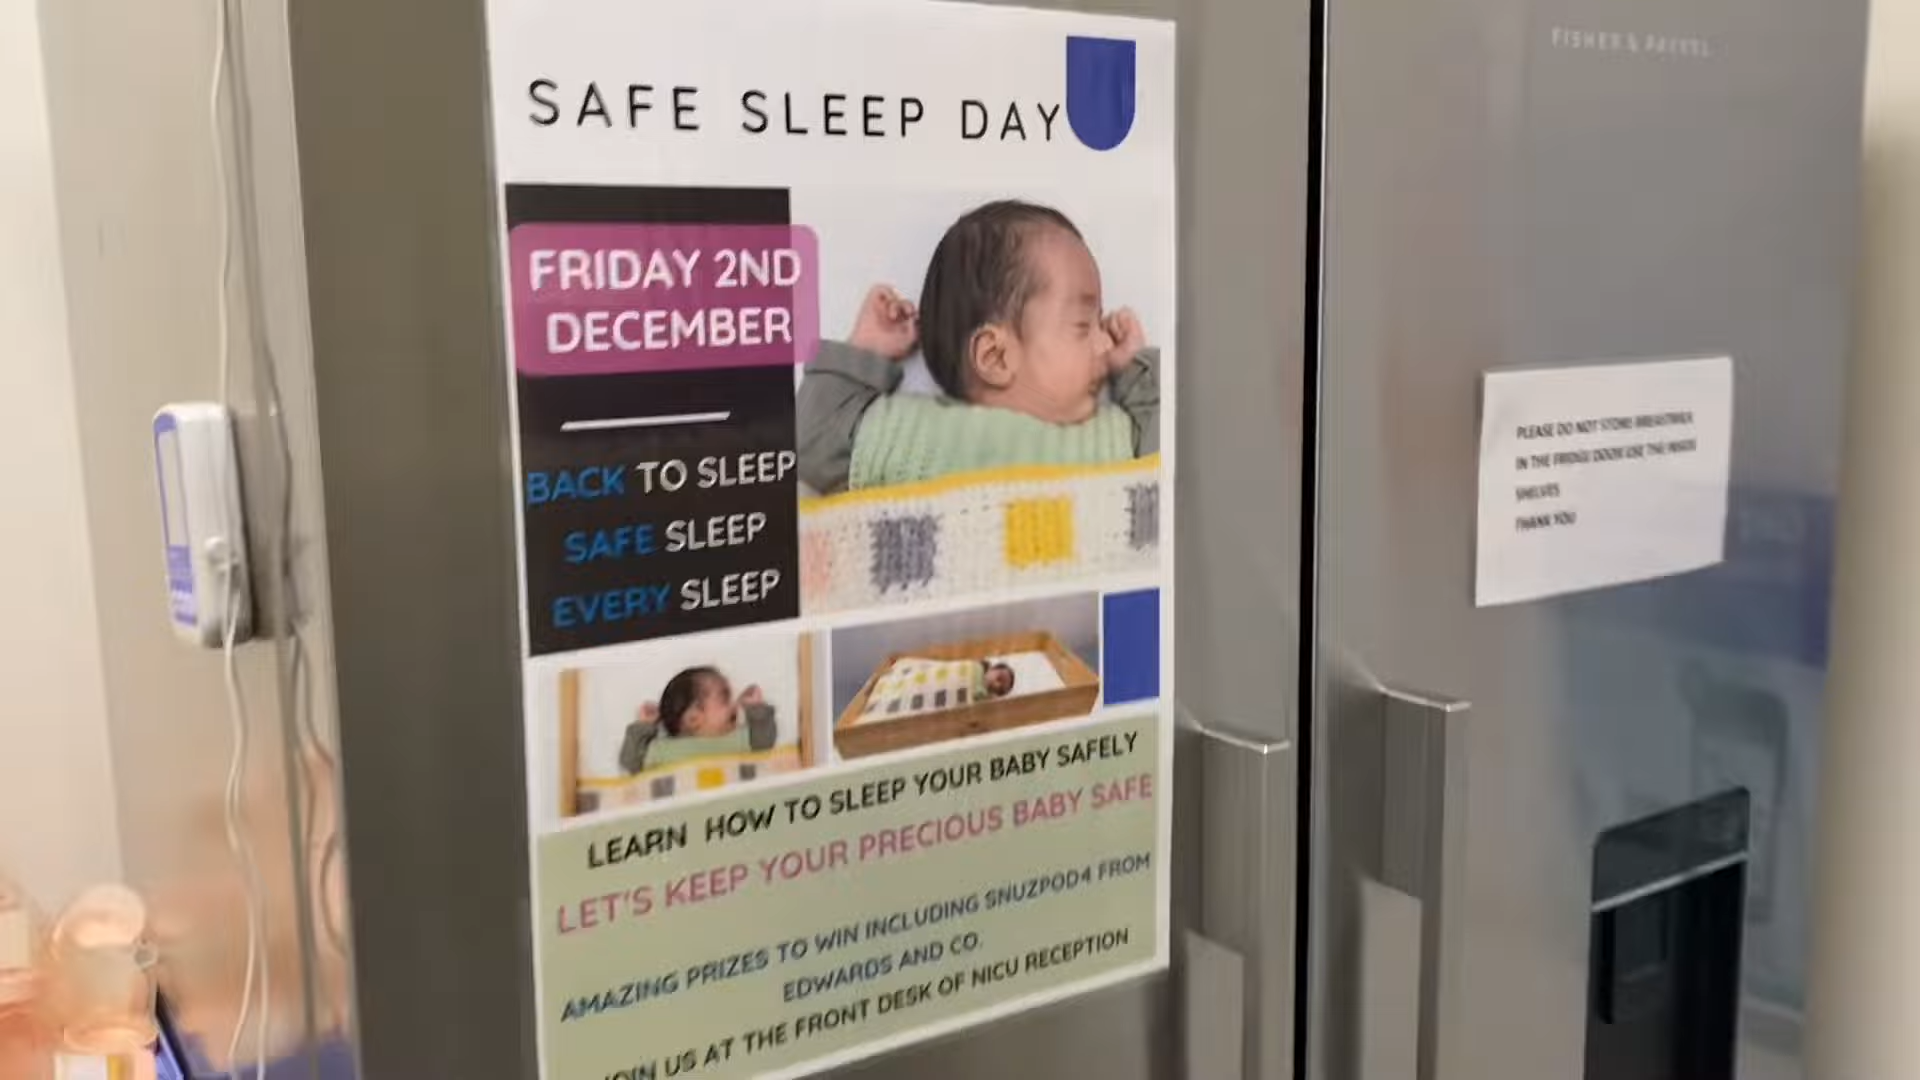 SAFE SLEEP DAY
FRIDAY 2ND
DECEMBER
BACK TO SLEEP
SAFE SLEEP
EVERY SLEEP
LEARN HOW TO SLEEP YOUR BABY SAFELY
LET'S KEEP YOUR PRECIOUS BABY SAFE
AMAZING PRIZES TO WIN INCLUDING SNUZPOD4 FROM
EDWARDS AND CO.
JOIN US AT THE FRONT DESK OF NICU RECEPTION
FISHER & PAYKEL
PLEASE DO NOT STORE BREASTMILK
IN THE FRIDGE DOOR USE THE INSIDE
SHELVES
THANK YOU